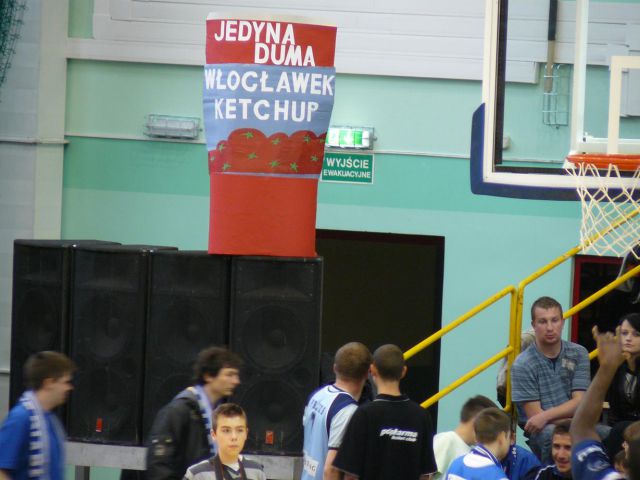 JEDYNA
DUMA
WŁOCŁAWEK
KETCHUP
WYJŚCIE
EWAKUACYJNE